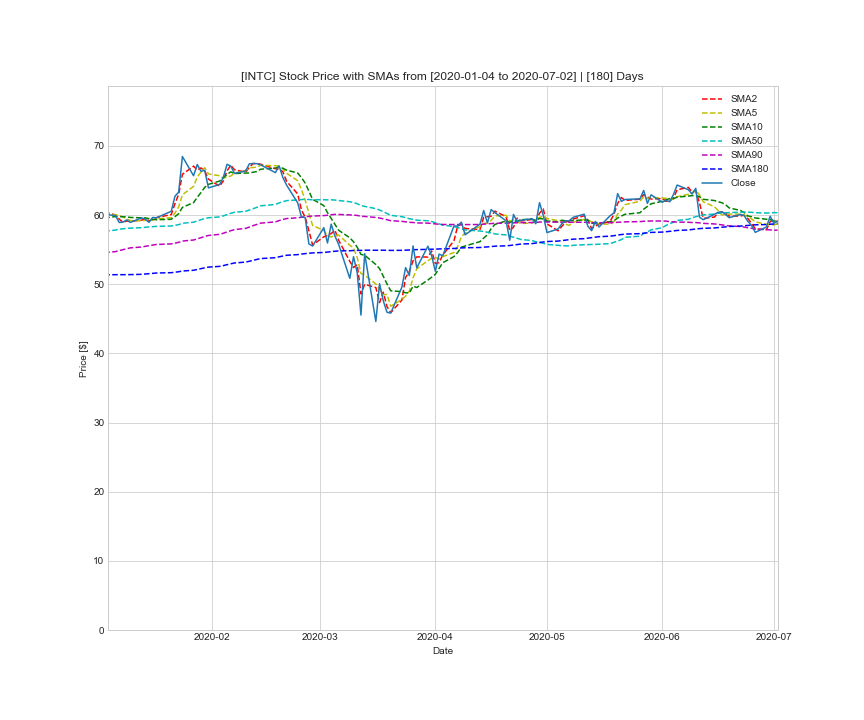 [INTC] Stock Price with SMAs from [2020-01-04 to 2020-07-02] | [180] Days
SMA2
SMA5
SMA10
SMA50
SMA90
SMA180
Close
Price [$]
70
60
50
40
30
20
10
0
2020-02
2020-03
2020-04
2020-05
2020-06
2020-07
Date